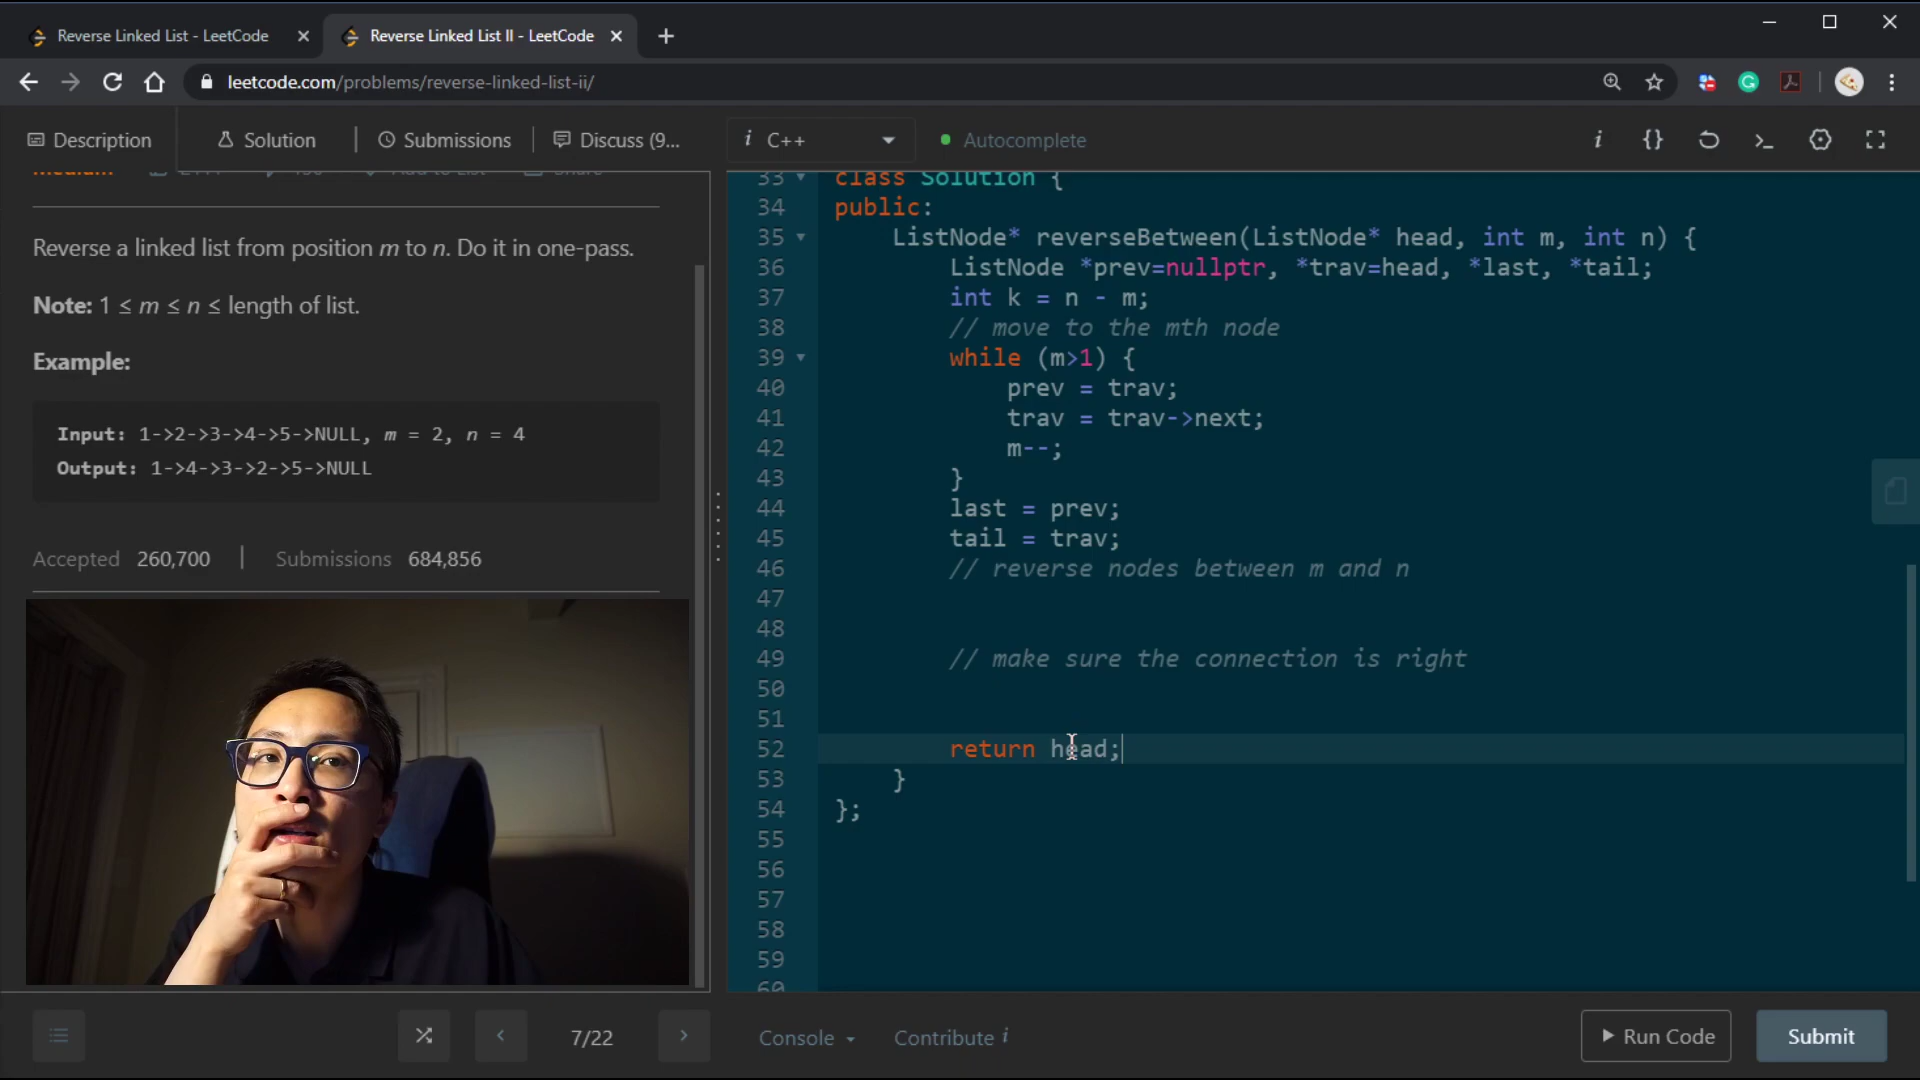 Reverse Linked List - LeetCode
Reverse Linked List II - LeetCode
leetcode.com/problems/reverse-linked-list-ii/
Description
Solution
Submissions
Discuss (9...
i C++
Autocomplete
Medium
Add to List
Share
Reverse a linked list from position m to n. Do it in one-pass.
Note: 1 ≤ m ≤ n ≤ length of list.
Example:
Input: 1->2->3->4->5->NULL, m = 2, n = 4
Output: 1->4->3->2->5->NULL
Accepted 260,700 | Submissions 684,856
33 class Solution {
34 public:
35 ListNode* reverseBetween(ListNode* head, int m, int n) {
36 ListNode *prev=nullptr, *trav=head, *last, *tail;
37 int k = n - m;
38 // move to the mth node
39 while (m>1) {
40 prev = trav;
41 trav = trav->next;
42 m--;
43 }
44 last = prev;
45 tail = trav;
46 // reverse nodes between m and n
47
48
49 // make sure the connection is right
50
51
52 return head;
53 }
54 };
55
56
57
58
59
60
7/22
Console
Contribute i
Run Code
Submit